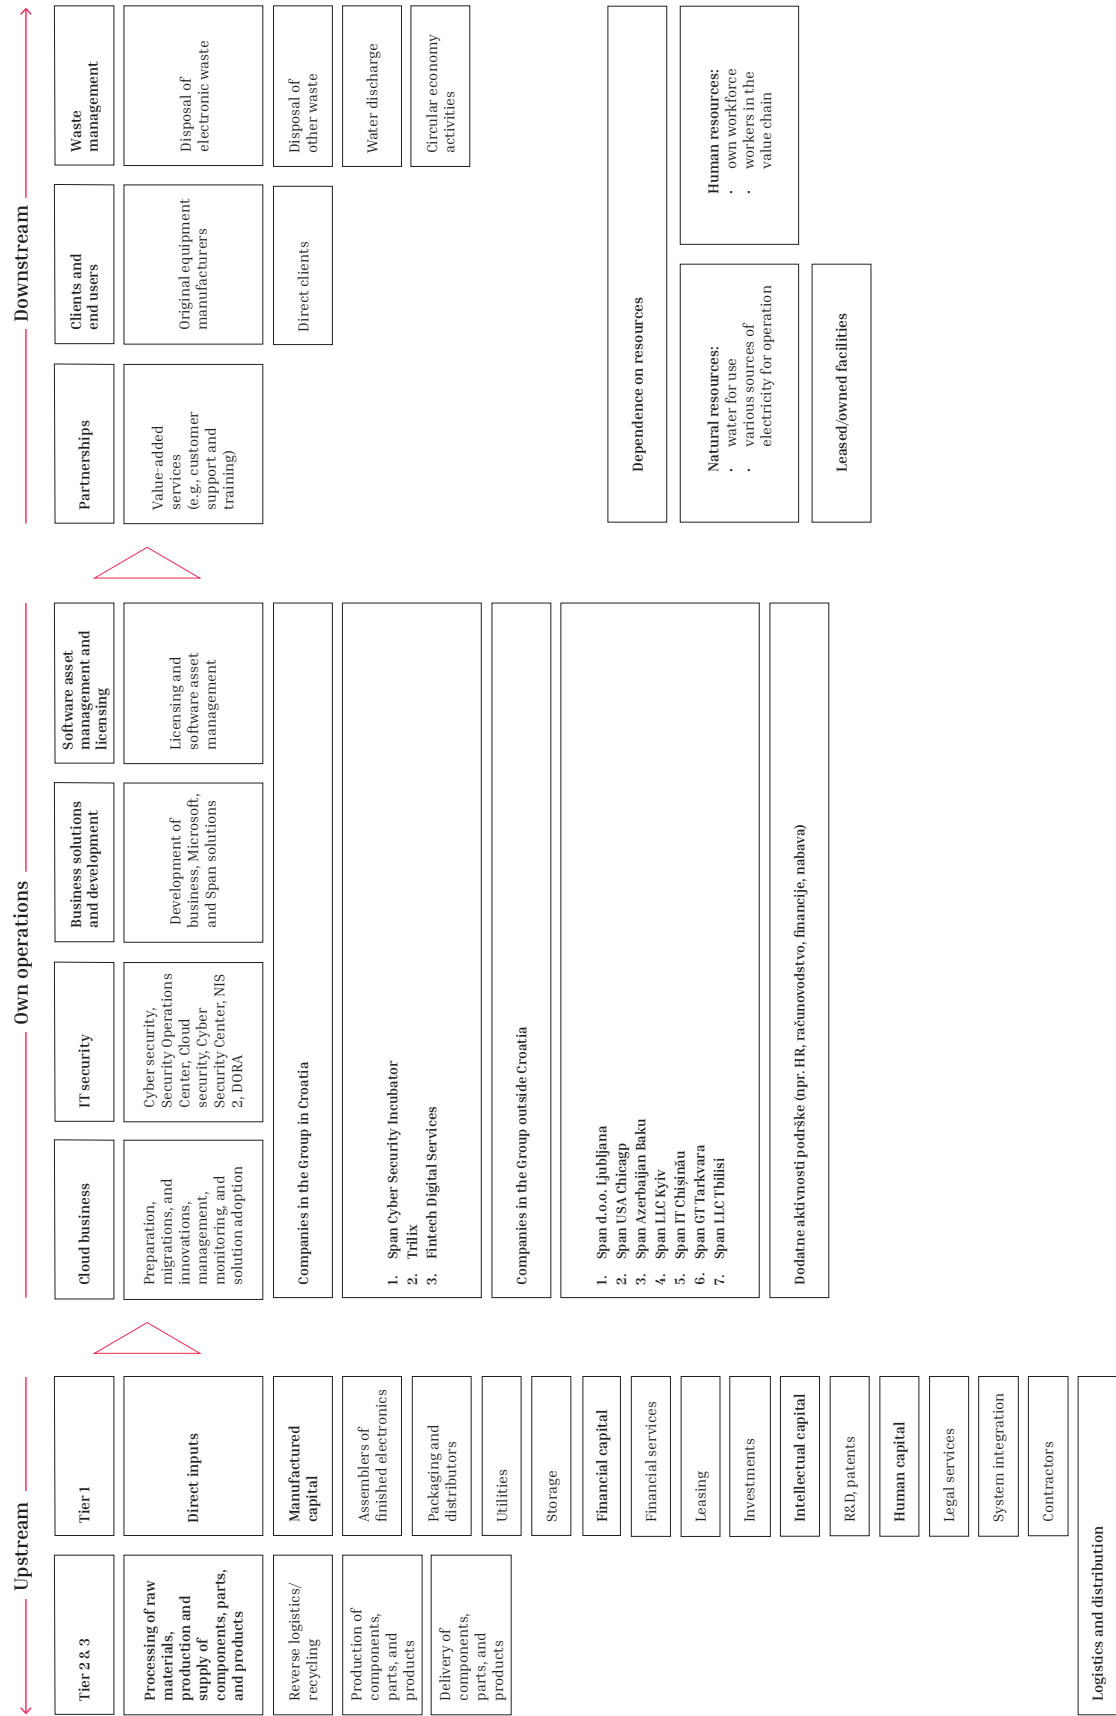 Upstream
Tier 2 & 3
Processing of raw
materials,
production and
supply of
components, parts,
and products
Reverse logistics/
recycling
Production of
components,
parts, and
products
Delivery of
components,
parts, and
products
Tier 1
Direct inputs
Manufactured
capital
Assemblers of
finished electronics
Packaging and
distributors
Utilities
Storage
Financial capital
Financial services
Leasing
Investments
Intellectual capital
R&D, patents
Human capital
Legal services
System integration
Contractors
Logistics and distribution
Own operations
Cloud business
Preparation,
migrations, and
innovations,
management,
monitoring, and
solution adoption
IT security
Cyber security,
Security Operations
Center, Cloud
security, Cyber
Security Center, NIS
2, DORA
Business solutions
and development
Development of
business, Microsoft,
and Span solutions
Software asset
management and
licensing
Licensing and
software asset
management
Companies in the Group in Croatia
1. Span Cyber Security Incubator
2. Trilix
3. Fintech Digital Services
Companies in the Group outside Croatia
1. Span d.o.o. Ljubljana
2. Span USA Chicagp
3. Span Azerbaijan Baku
4. Span LLC Kyiv
5. Span IT Chișinău
6. Span GT Tarkvara
7. Span LLC Tbilisi
Dodatne aktivnosti podrške (npr. HR, računovodstvo, financije, nabava)
Downstream
Partnerships
Value-added
services
(e.g., customer
support and
training)
Clients and
end users
Original equipment
manufacturers
Direct clients
Waste
management
Disposal of
electronic waste
Disposal of
other waste
Water discharge
Circular economy
activities
Dependence on resources
Natural resources:
• water for use
• various sources of
electricity for operation
Human resources:
• own workforce
• workers in the
value chain
Leased/owned facilities